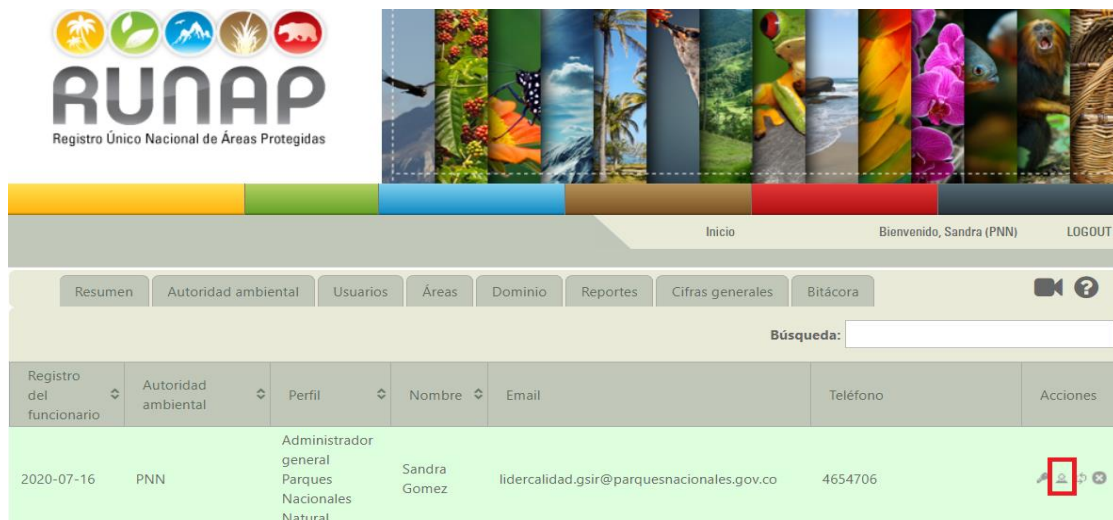 RUNAP
Registro Único Nacional de Áreas Protegidas
Inicio
Bienvenido, Sandra (PNN)
LOGOUT
Resumen
Autoridad ambiental
Usuarios
Áreas
Dominio
Reportes
Cifras generales
Bitácora
Búsqueda:
Registro
del
funcionario
Autoridad
ambiental
Perfil
Nombre
Email
Teléfono
Acciones
2020-07-16
PNN
Administrador
general
Parques
Nacionales
Natural
Sandra
Gomez
lidercalidad.gsir@parquesnacionales.gov.co
4654706